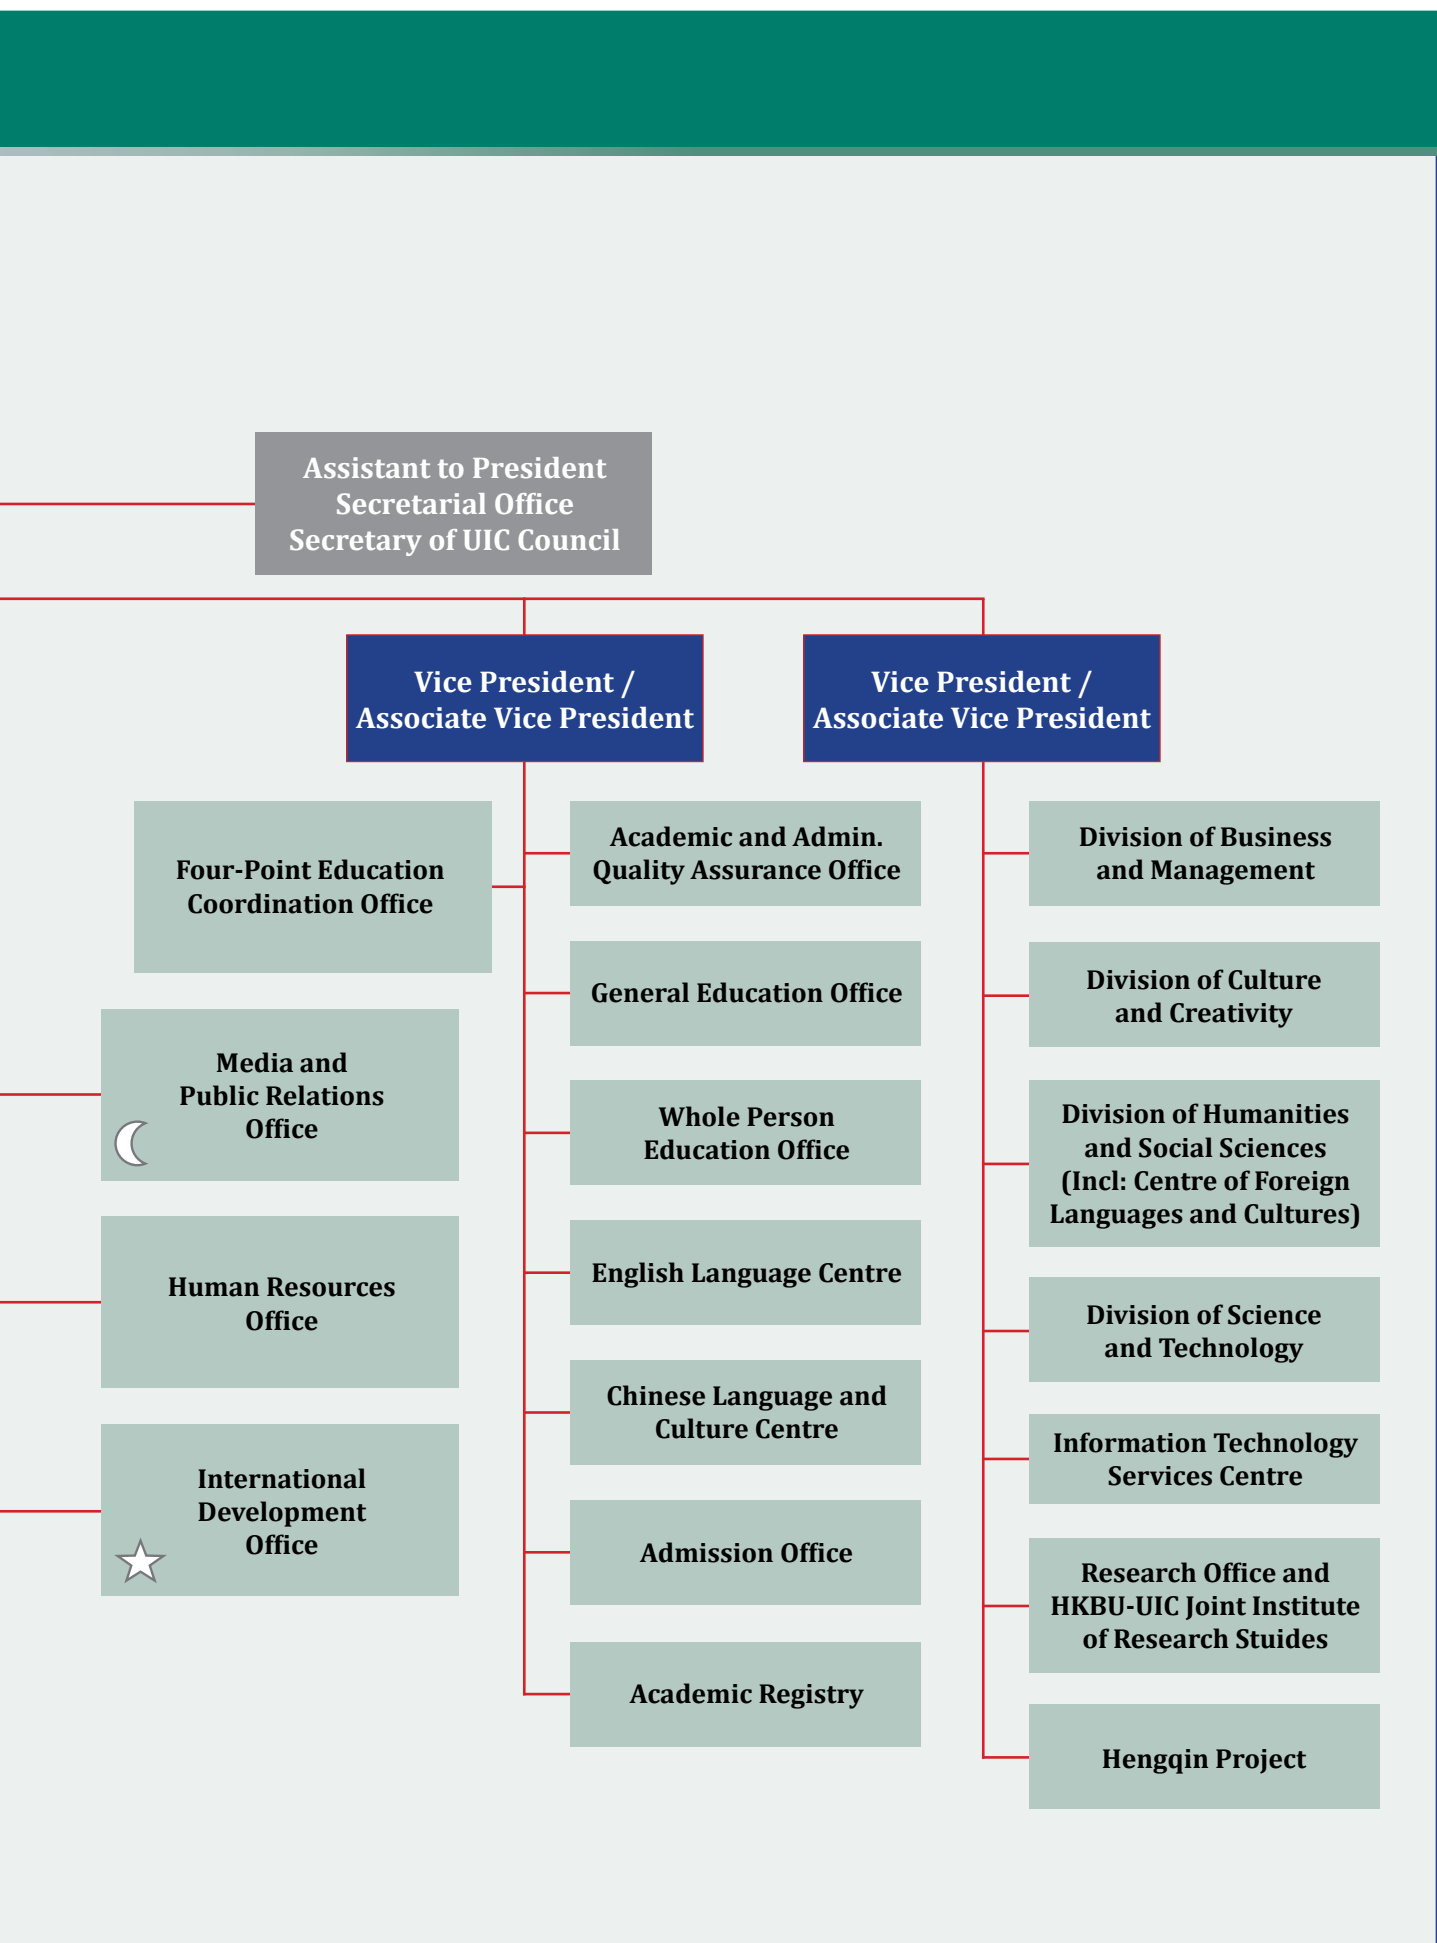 Assistant to President
Secretarial Office
Secretary of UIC Council
Vice President /
Associate Vice President
Vice President /
Associate Vice President
Four-Point Education
Coordination Office
Media and
Public Relations
Office
Human Resources
Office
International
Development
Office
Academic and Admin.
Quality Assurance Office
General Education Office
Whole Person
Education Office
English Language Centre
Chinese Language and
Culture Centre
Admission Office
Academic Registry
Division of Business
and Management
Division of Culture
and Creativity
Division of Humanities
and Social Sciences
(Incl: Centre of Foreign
Languages and Cultures)
Division of Science
and Technology
Information Technology
Services Centre
Research Office and
HKBU-UIC Joint Institute
of Research Stuides
Hengqin Project